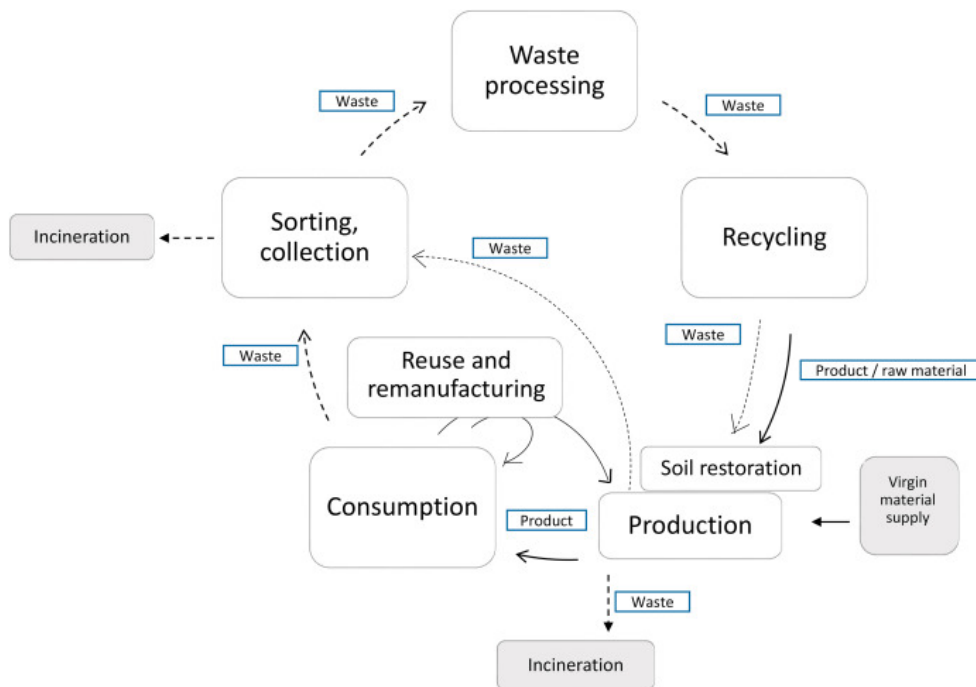 Waste
processing
Waste
Waste
Sorting,
collection
Incineration
Recycling
Waste
Waste
Waste
Reuse and
remanufacturing
Product / raw material
Soil restoration
Virgin
material
supply
Consumption
Product
Production
Waste
Incineration